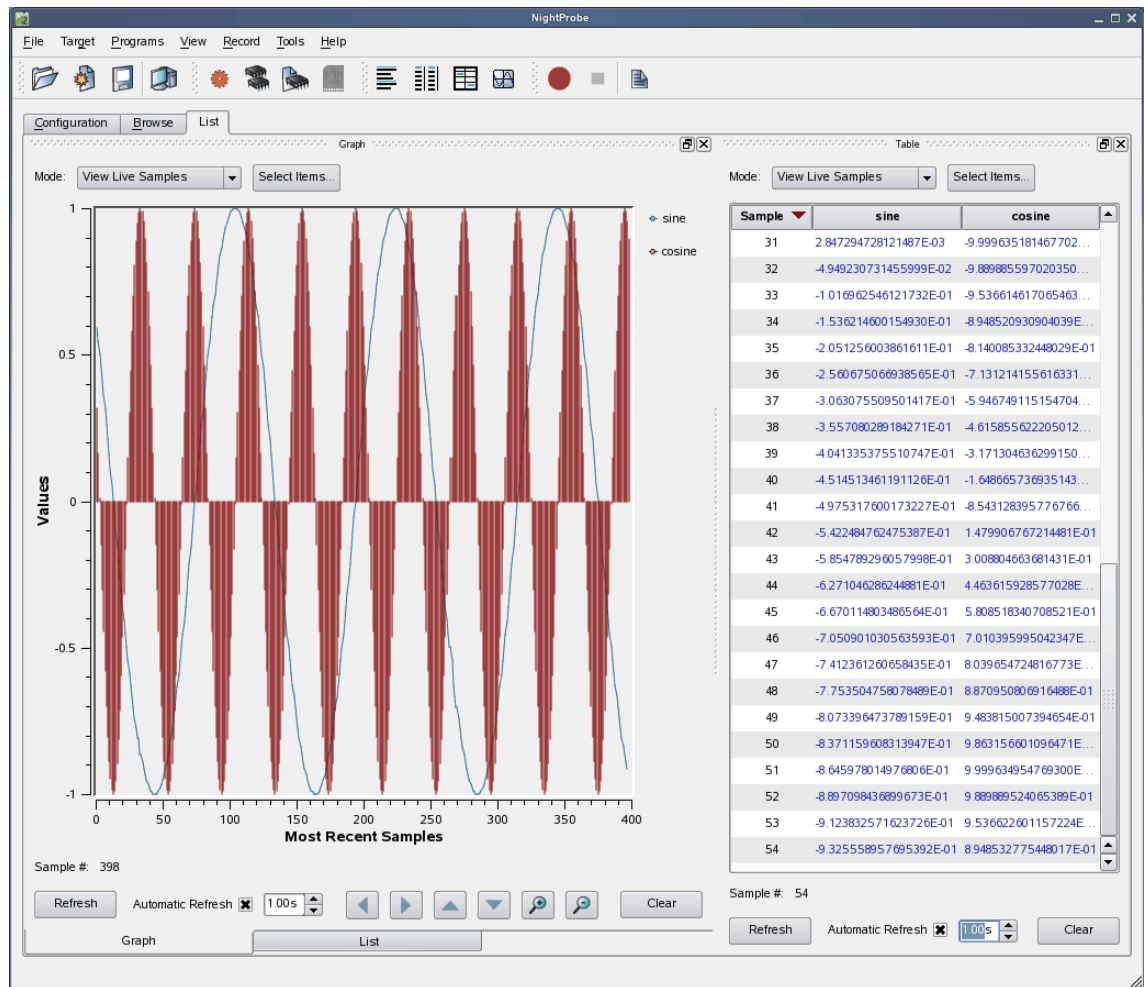 NightProbe
File Target Programs View Record Tools Help
Configuration Browse List
Graph
Mode: View Live Samples Select Items...
sine
cosine
1
0.5
0
-0.5
-1
Values
0 50 100 150 200 250 300 350 400
Most Recent Samples
Sample #: 398
Refresh Automatic Refresh 1.00s Clear
Graph List
Table
Mode: View Live Samples Select Items...
Sample sine cosine
31 2.847294728121487E-03 -9.999635181467702...
32 -4.949230731455999E-02 -9.889885597020350...
33 -1.016962546121732E-01 -9.536614617065463...
34 -1.536214600154930E-01 -8.948520930904039E...
35 -2.051256003861611E-01 -8.140085332448029E-01
36 -2.560675066938565E-01 -7.131214155616331...
37 -3.063075509501417E-01 -5.946749115154704...
38 -3.557080289184271E-01 -4.615855622205012...
39 -4.041335375510747E-01 -3.171304636299150...
40 -4.514513461191126E-01 -1.648665736935143...
41 -4.975317600173227E-01 -8.543128395776766...
42 -5.422484762475387E-01 1.479906767214481E-01
43 -5.854789296057998E-01 3.008804663681431E-01
44 -6.271046286244881E-01 4.463615928577028E...
45 -6.670114803486564E-01 5.808518340708521E-01
46 -7.050901030563593E-01 7.010395995042347E...
47 -7.412361260658435E-01 8.039654724816773E...
48 -7.753504758078489E-01 8.870950806916488E-01
49 -8.073396473789159E-01 9.483815007394654E-01
50 -8.371159608313947E-01 9.863156601096471E...
51 -8.645978014976806E-01 9.999634954769300E...
52 -8.897098436899673E-01 9.889889524065389E-01
53 -9.123832571623726E-01 9.536622601157224E...
54 -9.325558957695392E-01 8.948532775448017E-01
Sample #: 54
Refresh Automatic Refresh 1.00s Clear